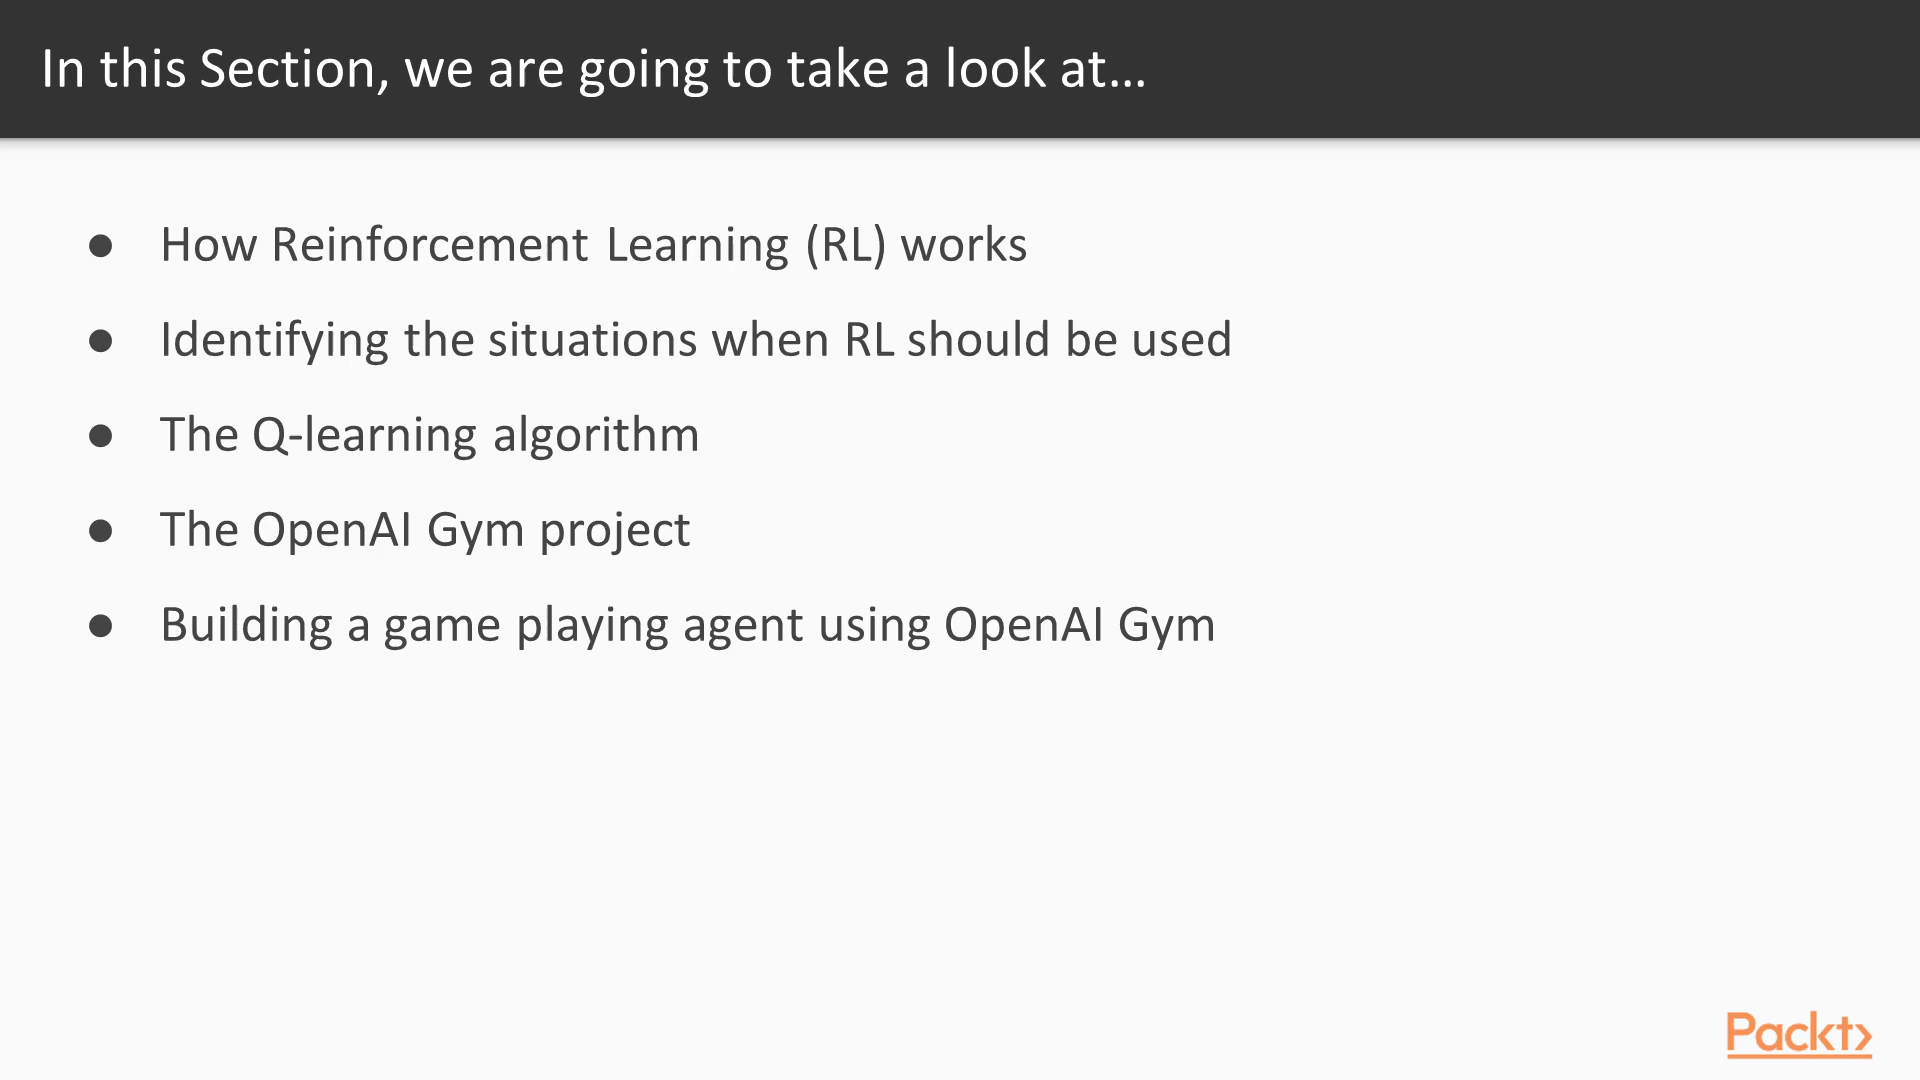 In this Section, we are going to take a look at...
● How Reinforcement Learning (RL) works
● Identifying the situations when RL should be used
● The Q-learning algorithm
● The OpenAI Gym project
● Building a game playing agent using OpenAI Gym
Packt>